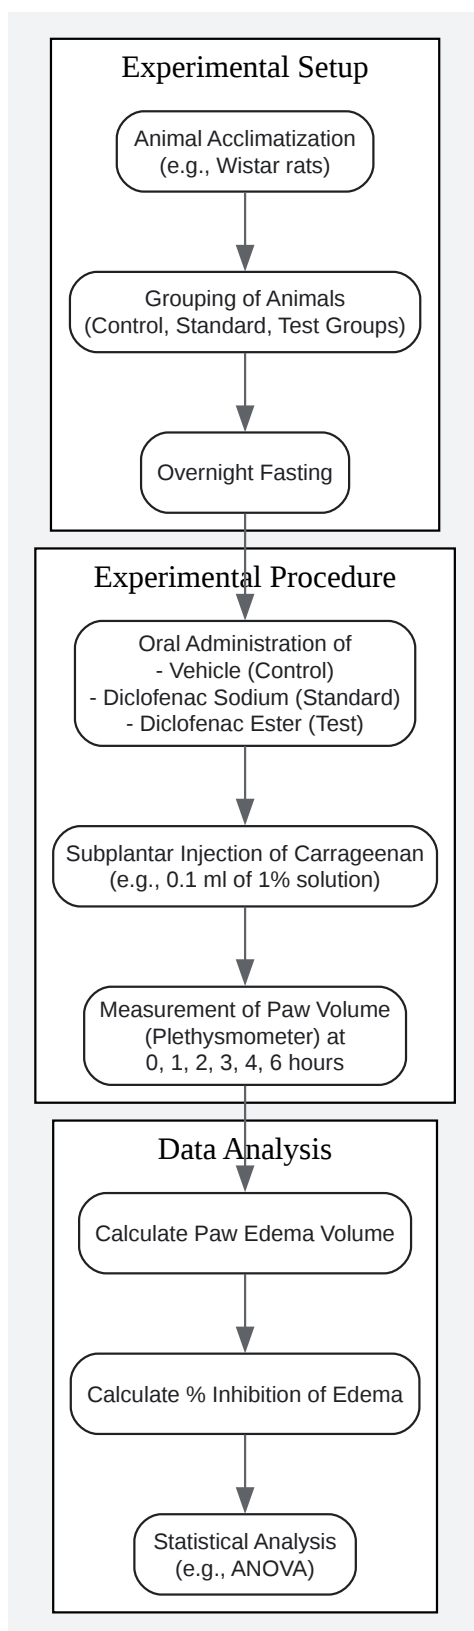 Experimental Setup
Animal Acclimatization
(e.g., Wistar rats)
Grouping of Animals
(Control, Standard, Test Groups)
Overnight Fasting
Experimental Procedure
Oral Administration of
- Vehicle (Control)
- Diclofenac Sodium (Standard)
- Diclofenac Ester (Test)
Subplantar Injection of Carrageenan
(e.g., 0.1 ml of 1% solution)
Measurement of Paw Volume
(Plethysmometer) at
0, 1, 2, 3, 4, 6 hours
Data Analysis
Calculate Paw Edema Volume
Calculate % Inhibition of Edema
Statistical Analysis
(e.g., ANOVA)